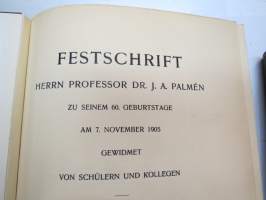 FESTSCHRIFT
HERRN PROFESSOR DR. J. A. PALMÉN
ZU SEINEM 60. GEBURTSTAGE
AM 7. NOVEMBER 1905
GEWIDMET
VON SCHÜLERN UND KOLLEGEN